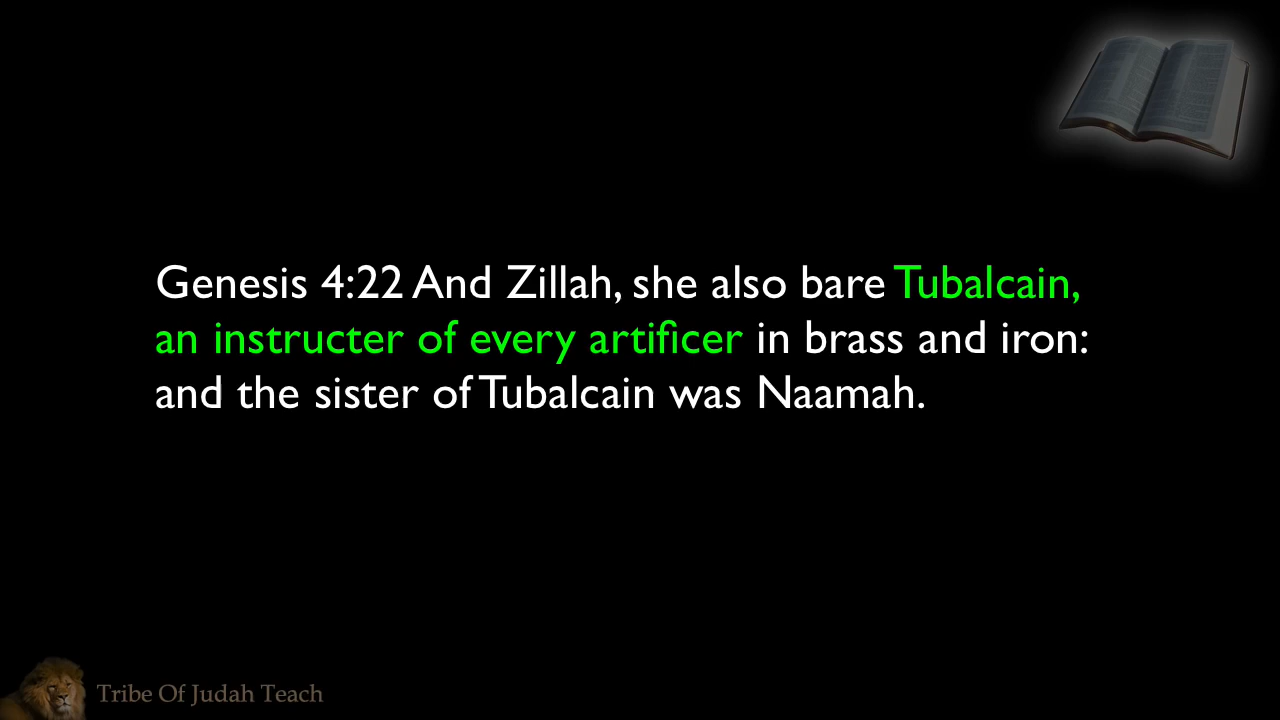 Genesis 4:22 And Zillah, she also bare Tubalcain,
an instructer of every artificer in brass and iron:
and the sister of Tubalcain was Naamah.
Tribe Of Judah Teach